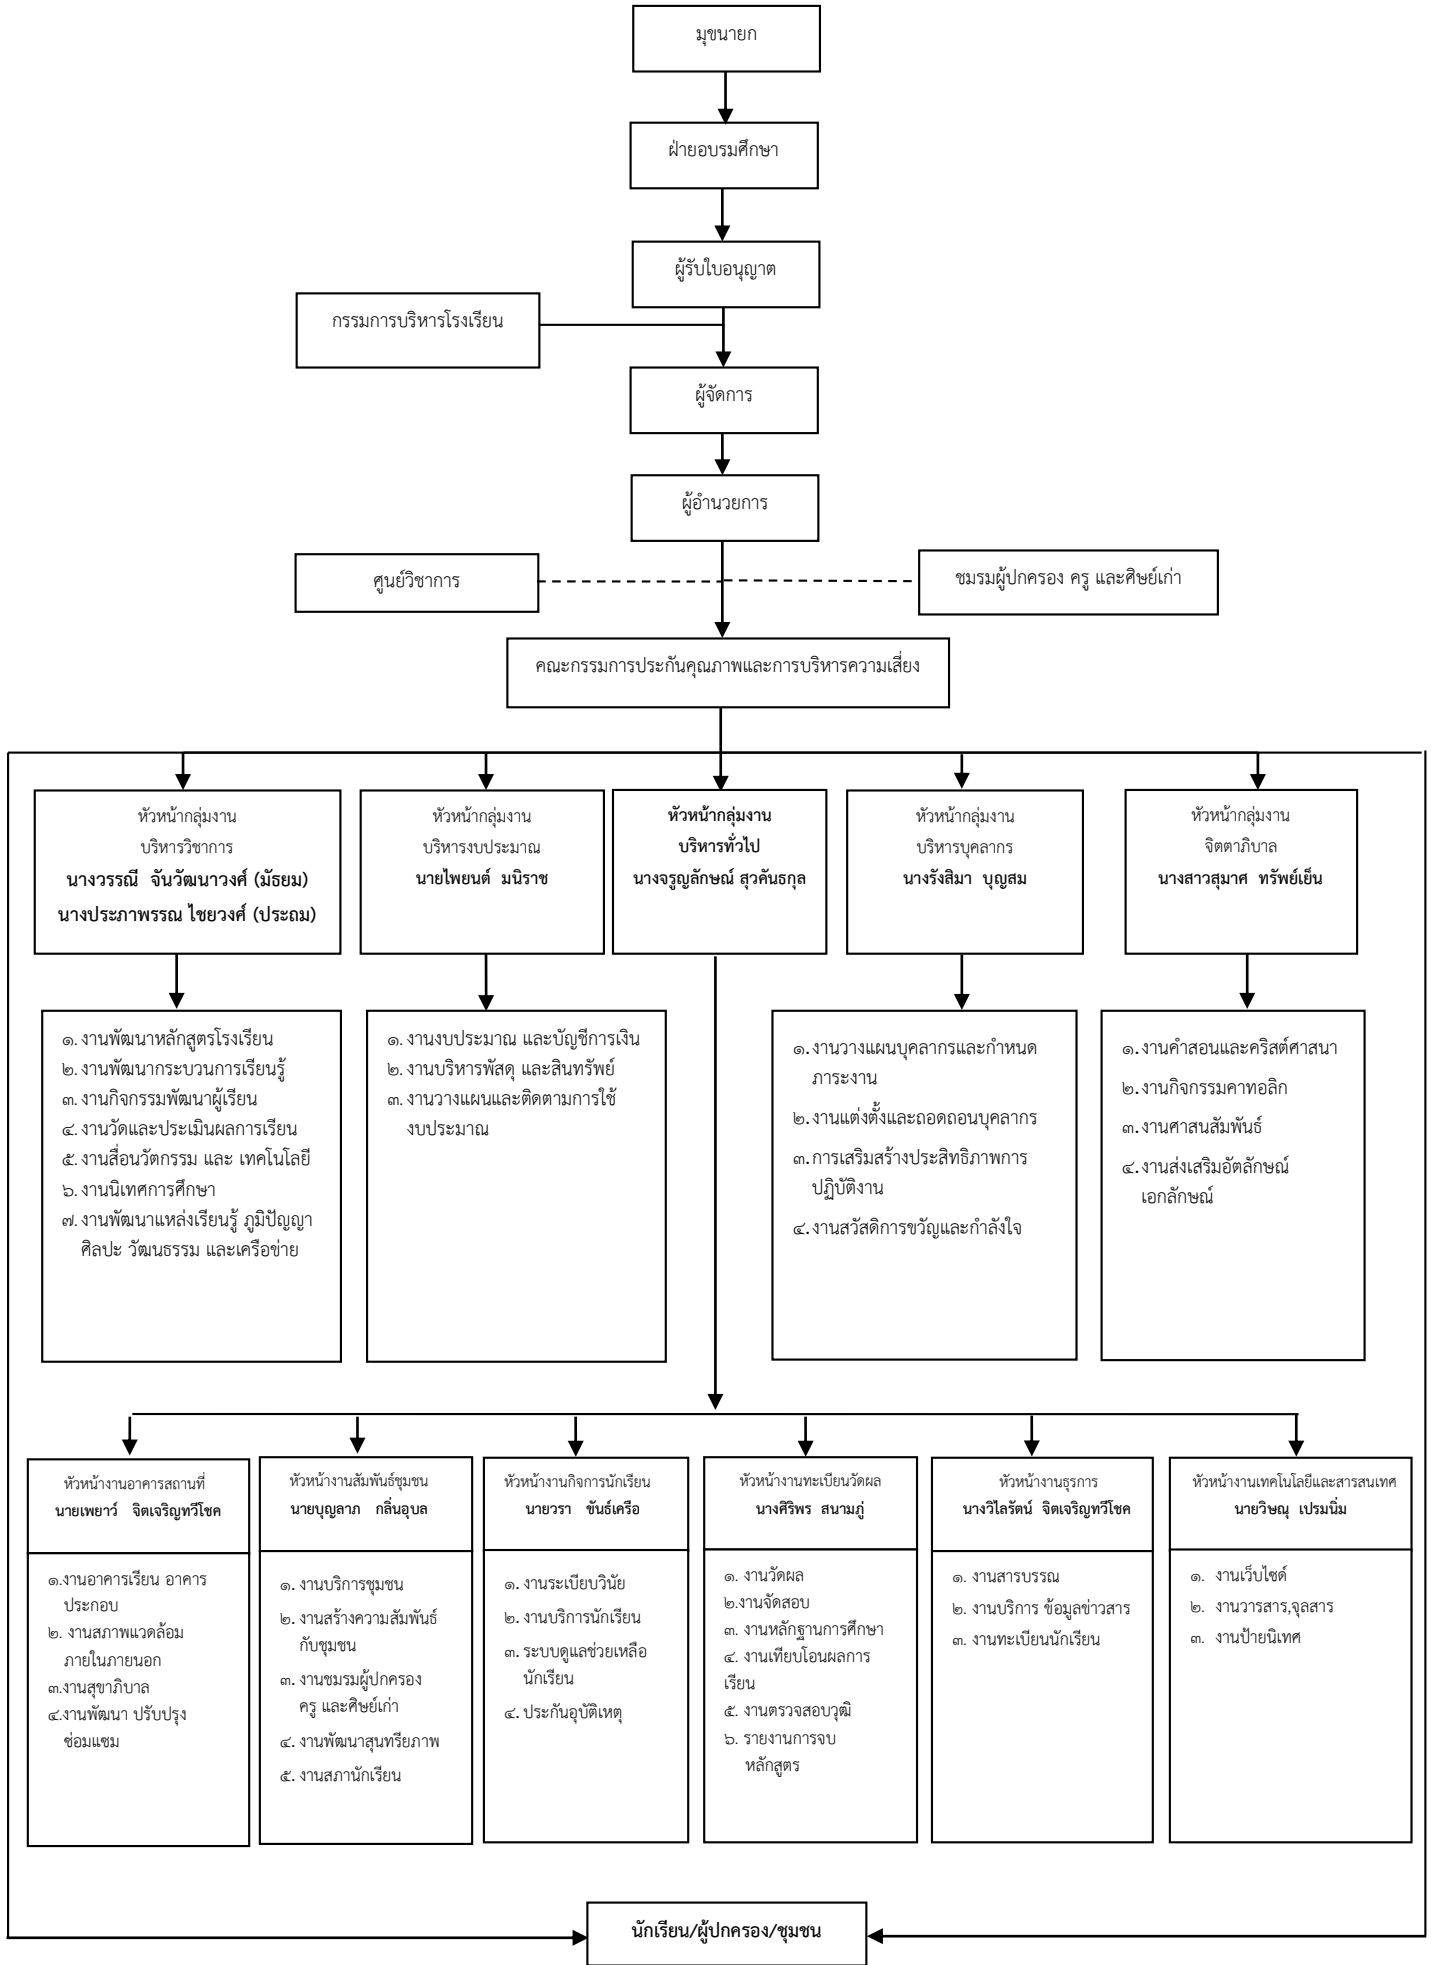 มุขนายก
ฝ่ายอบรมศึกษา
ผู้รับใบอนุญาต
กรรมการบริหารโรงเรียน
ผู้จัดการ
ผู้อำนวยการ
ศูนย์วิชาการ
ชมรมผู้ปกครอง ครู และศิษย์เก่า
คณะกรรมการประกันคุณภาพและการบริหารความเสี่ยง
หัวหน้ากลุ่มงาน
บริหารวิชาการ
นางวรรณี จันวัฒนาวงศ์ (มัธยม)
นางประภาพรรณ ไชยวงศ์ (ประถม)
หัวหน้ากลุ่มงาน
บริหารงบประมาณ
นายไพยนต์ มนิราช
หัวหน้ากลุ่มงาน
บริหารทั่วไป
นางจรูญลักษณ์ สุวคันธกุล
หัวหน้ากลุ่มงาน
บริหารบุคลากร
นางรังสิมา บุญสม
หัวหน้ากลุ่มงาน
จิตตาภิบาล
นางสาวสุมาศ ทรัพย์เย็น
๑. งานพัฒนาหลักสูตรโรงเรียน
๒. งานพัฒนากระบวนการเรียนรู้
๓. งานกิจกรรมพัฒนาผู้เรียน
๔. งานวัดและประเมินผลการเรียน
๕. งานสื่อนวัตกรรม และ เทคโนโลยี
๖. งานนิเทศการศึกษา
๗. งานพัฒนาแหล่งเรียนรู้ ภูมิปัญญา
ศิลปะ วัฒนธรรม และเครือข่าย
๑. งานงบประมาณ และบัญชีการเงิน
๒. งานบริหารพัสดุ และสินทรัพย์
๓. งานวางแผนและติดตามการใช้
งบประมาณ
๑. งานวางแผนบุคลากรและกำหนด
ภาระงาน
๒. งานแต่งตั้งและถอดถอนบุคลากร
๓. การเสริมสร้างประสิทธิภาพการ
ปฏิบัติงาน
๔. งานสวัสดิการขวัญและกำลังใจ
๑. งานคำสอนและคริสต์ศาสนา
๒. งานกิจกรรมคาทอลิก
๓. งานศาสนสัมพันธ์
๔. งานส่งเสริมอัตลักษณ์
เอกลักษณ์
หัวหน้างานอาคารสถานที่
นายเพยาว์ จิตเจริญทวีโชค
๑.งานอาคารเรียน อาคาร
ประกอบ
๒. งานสภาพแวดล้อม
ภายในภายนอก
๓.งานสุขาภิบาล
๔.งานพัฒนา ปรับปรุง
ซ่อมแซม
หัวหน้างานสัมพันธ์ชุมชน
นายบุญลาภ กลิ่นอุบล
๑. งานบริการชุมชน
๒. งานสร้างความสัมพันธ์
กับชุมชน
๓. งานชมรมผู้ปกครอง
ครู และศิษย์เก่า
๔. งานพัฒนาสุนทรียภาพ
๕. งานสภานักเรียน
หัวหน้างานกิจการนักเรียน
นายวรา ขันธ์เครือ
๑. งานระเบียบวินัย
๒. งานบริการนักเรียน
๓. ระบบดูแลช่วยเหลือ
นักเรียน
๔. ประกันอุบัติเหตุ
หัวหน้างานทะเบียนวัดผล
นางศิริพร สนามภู่
๑. งานวัดผล
๒.งานจัดสอบ
๓. งานหลักฐานการศึกษา
๔. งานเทียบโอนผลการ
เรียน
๕. งานตรวจสอบวุฒิ
๖. รายงานการจบ
หลักสูตร
หัวหน้างานธุรการ
นางวิไลรัตน์ จิตเจริญทวีโชค
๑. งานสารบรรณ
๒. งานบริการ ข้อมูลข่าวสาร
๓. งานทะเบียนนักเรียน
หัวหน้างานเทคโนโลยีและสารสนเทศ
นายวิษณุ เปรมนิ่ม
๑. งานเว็บไซด์
๒. งานวารสาร,จุลสาร
๓. งานป้ายนิเทศ
นักเรียน/ผู้ปกครอง/ชุมชน